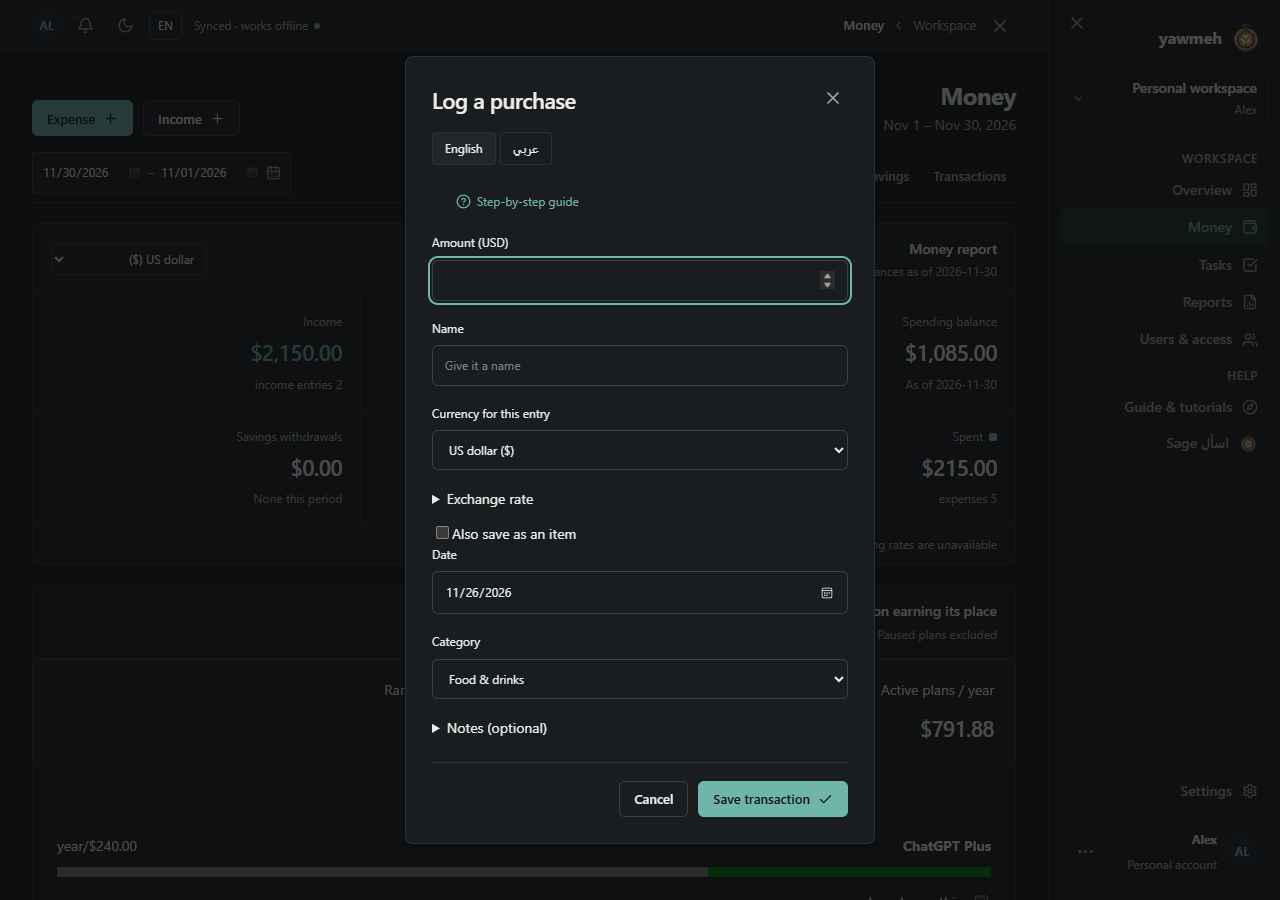 AL
EN
Synced · works offline
Money
Workspace
yawmeh
Personal workspace
Alex
Expense
Income
Money
Nov 1 – Nov 30, 2026
11/30/2026 – 11/01/2026
Transactions
WORKSPACE
Overview
Money
Tasks
Reports
Users & access
HELP
Guide & tutorials
اسأل Sage
Settings
Alex
Personal account
AL
($) US dollar
Money report
as of 2026-11-30
Income
$2,150.00
income entries 2
Spending balance
$1,085.00
As of 2026-11-30
Savings withdrawals
$0.00
None this period
Spent
$215.00
expenses 5
rates are unavailable
on earning its place
Paused plans excluded
Active plans / year
$791.88
year/$240.00
ChatGPT Plus
Log a purchase
English
عربي
Step-by-step guide
Amount (USD)
Name
Give it a name
Currency for this entry
US dollar ($)
Exchange rate
Also save as an item
Date
11/26/2026
Category
Food & drinks
Notes (optional)
Cancel
Save transaction